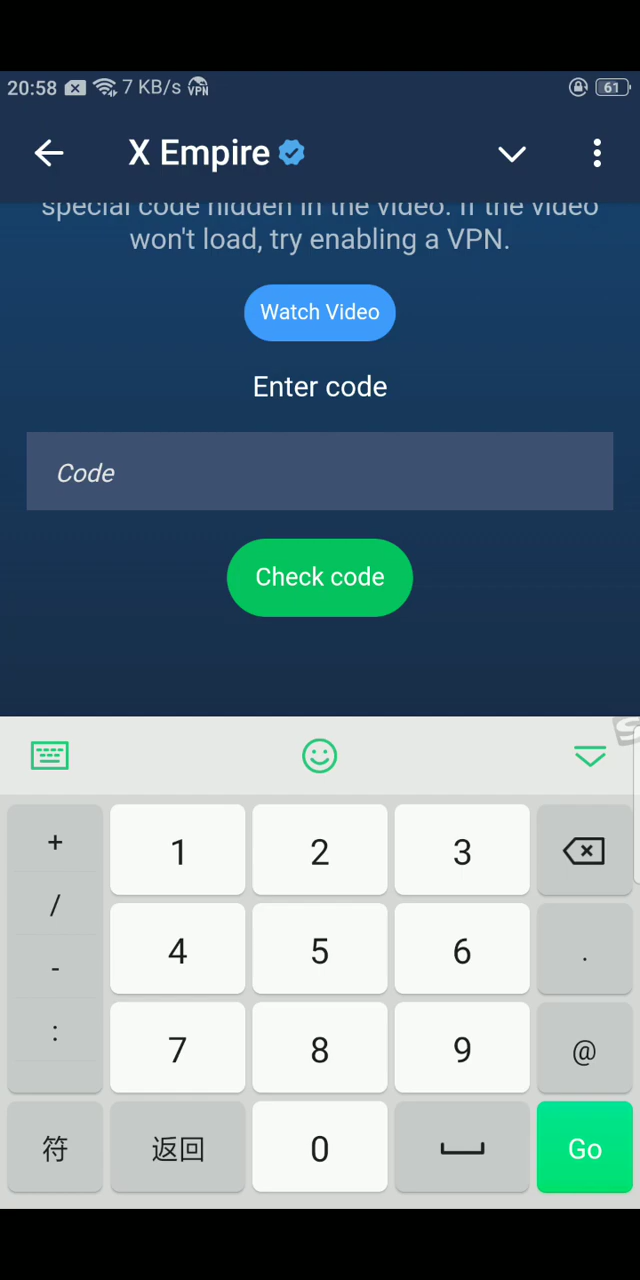 20:58 7 KB/s VPN 61
X Empire
special code hidden in the video. If the video
won't load, try enabling a VPN.
Watch Video
Enter code
Code
Check code
+ 1 2 3
/ 4 5 6 .
- 7 8 9 @
:
符 返回 0 Go